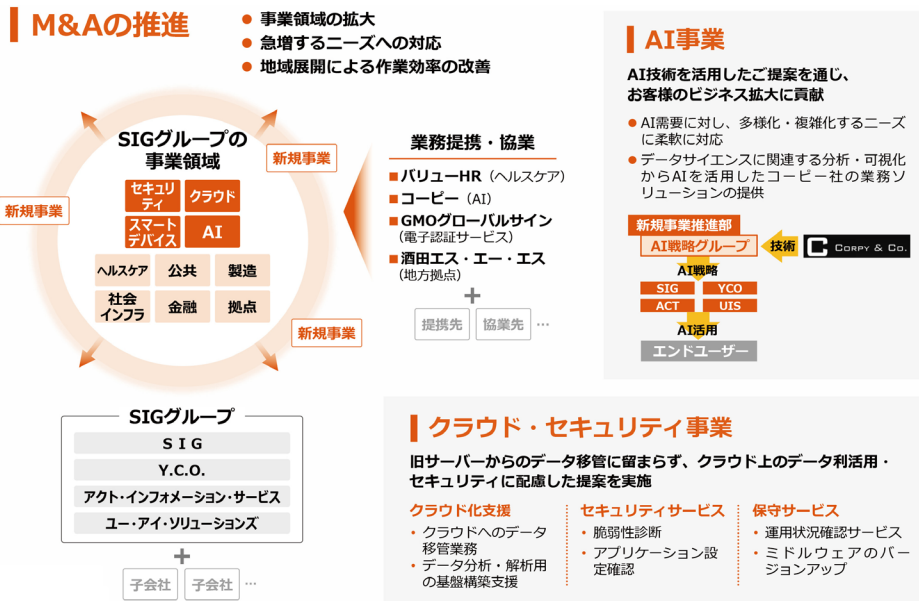 M&Aの推進
● 事業領域の拡大
● 急増するニーズへの対応
● 地域展開による作業効率の改善
SIGグループの
事業領域
新規事業
新規事業
新規事業
セキュリ
ティ
クラウド
スマート
デバイス
AI
ヘルスケア
公共
製造
社会
インフラ
金融
拠点
業務提携・協業
■バリューHR（ヘルスケア）
■コーピー（AI）
■GMOグローバルサイン
（電子認証サービス）
■酒田エス・エー・エス
（地方拠点）
+
提携先 協業先 …
SIGグループ
SIG
Y.C.O.
アクト・インフォメーション・サービス
ユー・アイ・ソリューションズ
+
子会社 子会社 …
AI事業
AI技術を活用したご提案を通じ、
お客様のビジネス拡大に貢献
●AI需要に対し、多様化・複雑化するニーズ
に柔軟に対応
●データサイエンスに関連する分析・可視化
からAIを活用したコーピー社の業務ソ
リューションの提供
新規事業推進部
AI戦略グループ
技術
CORPY & CO.
AI戦略
SIG YCO
ACT UIS
AI活用
エンドユーザー
クラウド・セキュリティ事業
旧サーバーからのデータ移管に留まらず、クラウド上のデータ利活用・
セキュリティに配慮した提案を実施
クラウド化支援
・クラウドへのデータ
移管業務
・データ分析・解析用
の基盤構築支援
セキュリティサービス
・脆弱性診断
・アプリケーション設
定確認
保守サービス
・運用状況確認サービス
・ミドルウェアのバー
ジョンアップ